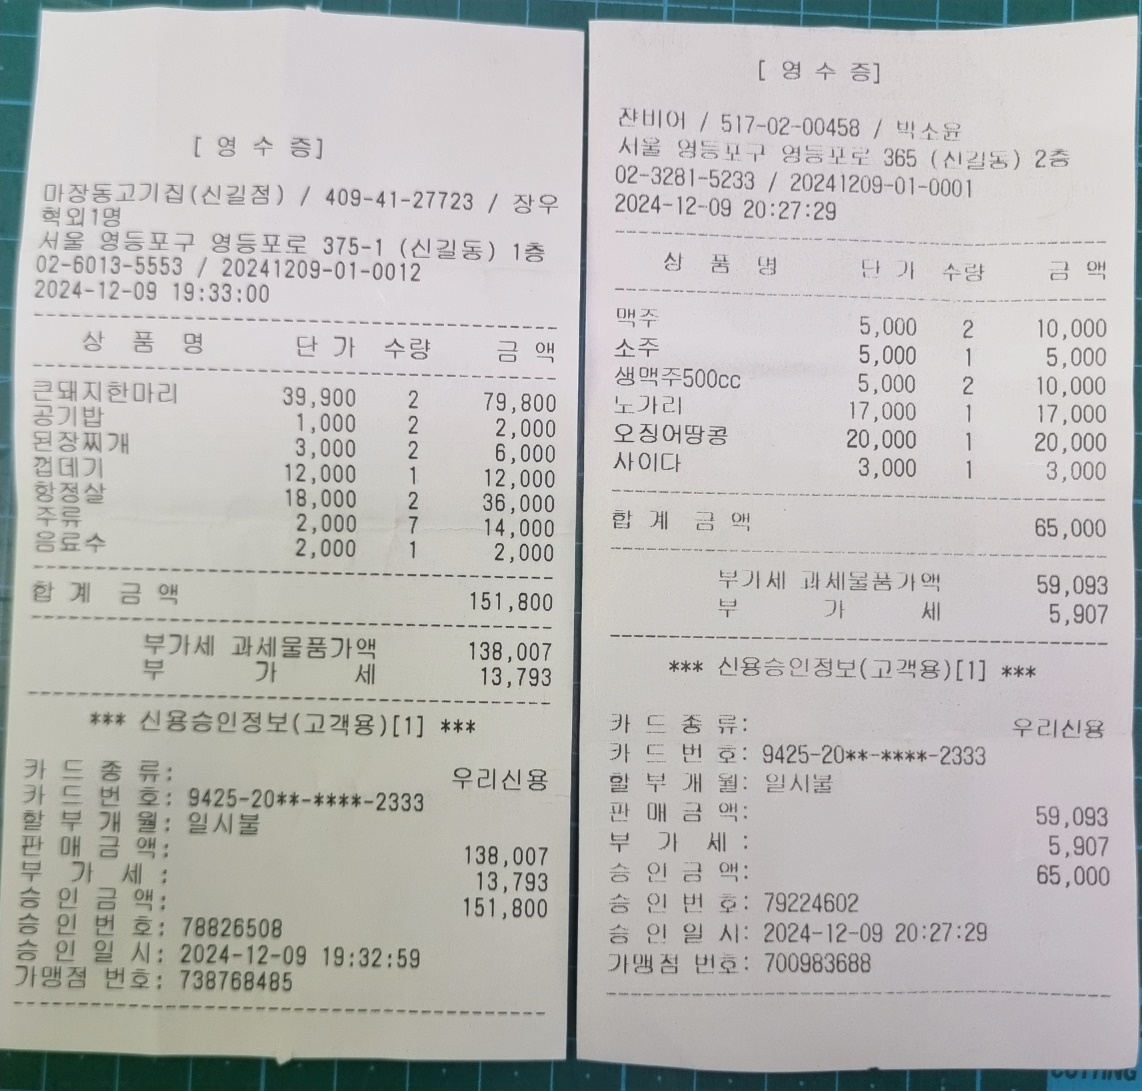 [ 영 수 증]
마장동고기집(신길점) / 409-41-27723 / 장우
혁외1명
서울 영등포구 영등포로 375-1 (신길동) 1층
02-6013-5553 / 20241209-01-0012
2024-12-09 19:33:00
상 품 명 단 가 수량 금 액
큰돼지한마리 39,900 2 79,800
공기밥 1,000 2 2,000
된장찌개 3,000 2 6,000
껍데기 12,000 1 12,000
항정살 18,000 2 36,000
주류 2,000 7 14,000
음료수 2,000 1 2,000
합 계 금 액 151,800
부가세 과세물품가액 138,007
부 가 세 13,793
*** 신용승인정보(고객용)[1] ***
카 드 종 류: 우리신용
카 드 번 호: 9425-20**-****-2333
할 부 개 월: 일시불
판 매 금 액: 138,007
부 가 세 : 13,793
승 인 금 액: 151,800
승 인 번 호: 78826508
승 인 일 시: 2024-12-09 19:32:59
가맹점 번호: 738768485
[ 영 수 증]
쟌비어 / 517-02-00458 / 박소윤
서울 영등포구 영등포로 365 (신길동) 2층
02-3281-5233 / 20241209-01-0001
2024-12-09 20:27:29
상 품 명 단 가 수량 금 액
맥주 5,000 2 10,000
소주 5,000 1 5,000
생맥주500cc 5,000 2 10,000
노가리 17,000 1 17,000
오징어땅콩 20,000 1 20,000
사이다 3,000 1 3,000
합 계 금 액 65,000
부가세 과세물품가액 59,093
부 가 세 5,907
*** 신용승인정보(고객용)[1] ***
카 드 종 류: 우리신용
카 드 번 호: 9425-20**-****-2333
할 부 개 월: 일시불
판 매 금 액: 59,093
부 가 세 : 5,907
승 인 금 액: 65,000
승 인 번 호: 79224602
승 인 일 시: 2024-12-09 20:27:29
가맹점 번호: 700983688
CUTTING